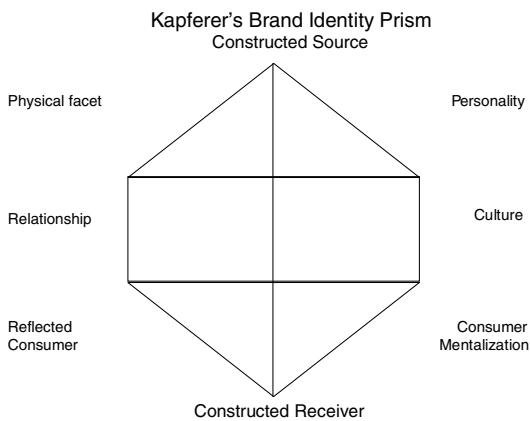 Kapferer's Brand Identity Prism
Constructed Source
Physical facet
Personality
Relationship
Culture
Reflected
Consumer
Consumer
Mentalization
Constructed Receiver